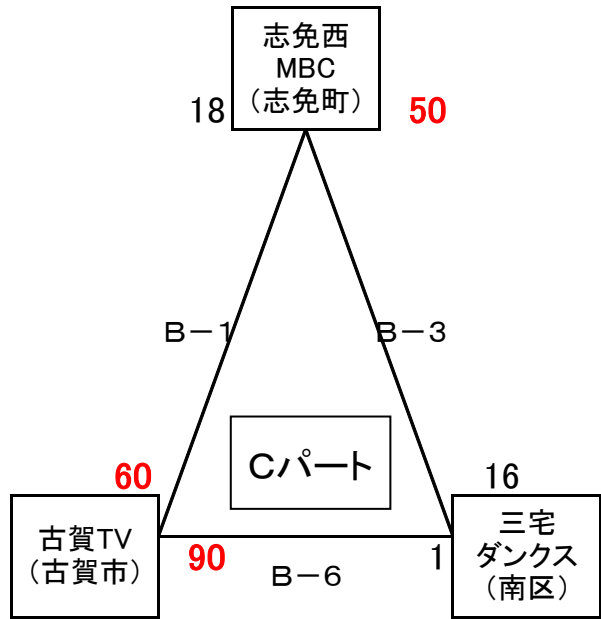 志免西
MBC
(志免町)
18
50
B-1
B-3
Cパート
60
16
古賀TV
(古賀市)
三宅
ダンクス
(南区)
90
1
B-6